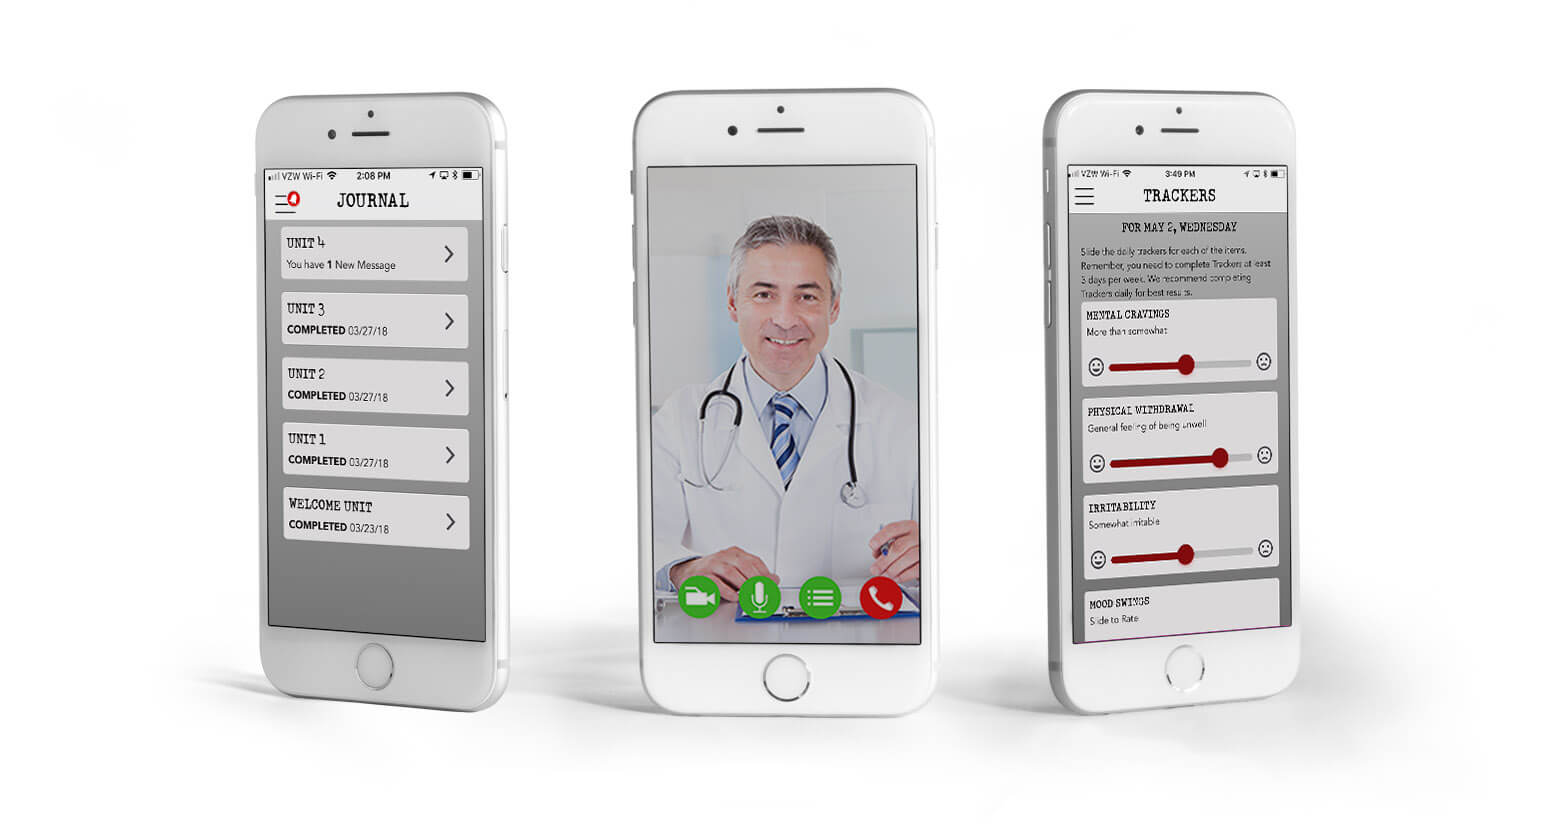 VZW Wi-Fi 2:08 PM
JOURNAL
UNIT 4
You have 1 New Message
UNIT 3
COMPLETED 03/27/18
UNIT 2
COMPLETED 03/27/18
UNIT 1
COMPLETED 03/27/18
WELCOME UNIT
COMPLETED 03/23/18
VZW Wi-Fi 3:49 PM
TRACKERS
FOR MAY 2, WEDNESDAY
Slide the daily trackers for each of the items.
Remember, you need to complete Trackers at least
3 days per week. We recommend completing
Trackers daily for best results.
MENTAL CRAVINGS
More than somewhat
PHYSICAL WITHDRAWAL
General feeling of being unwell
IRRITABILITY
Somewhat irritable
MOOD SWINGS
Slide to Rate